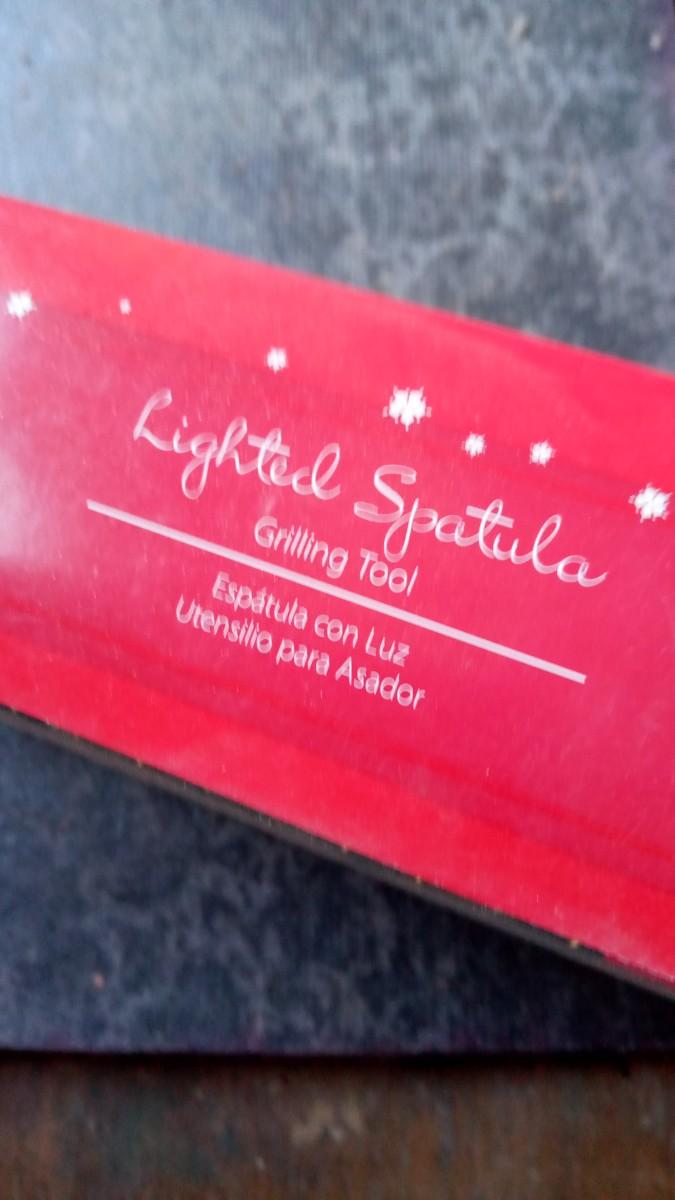 Lighted Spatula
Grilling Tool
Espátula con Luz
Utensilio para Asador